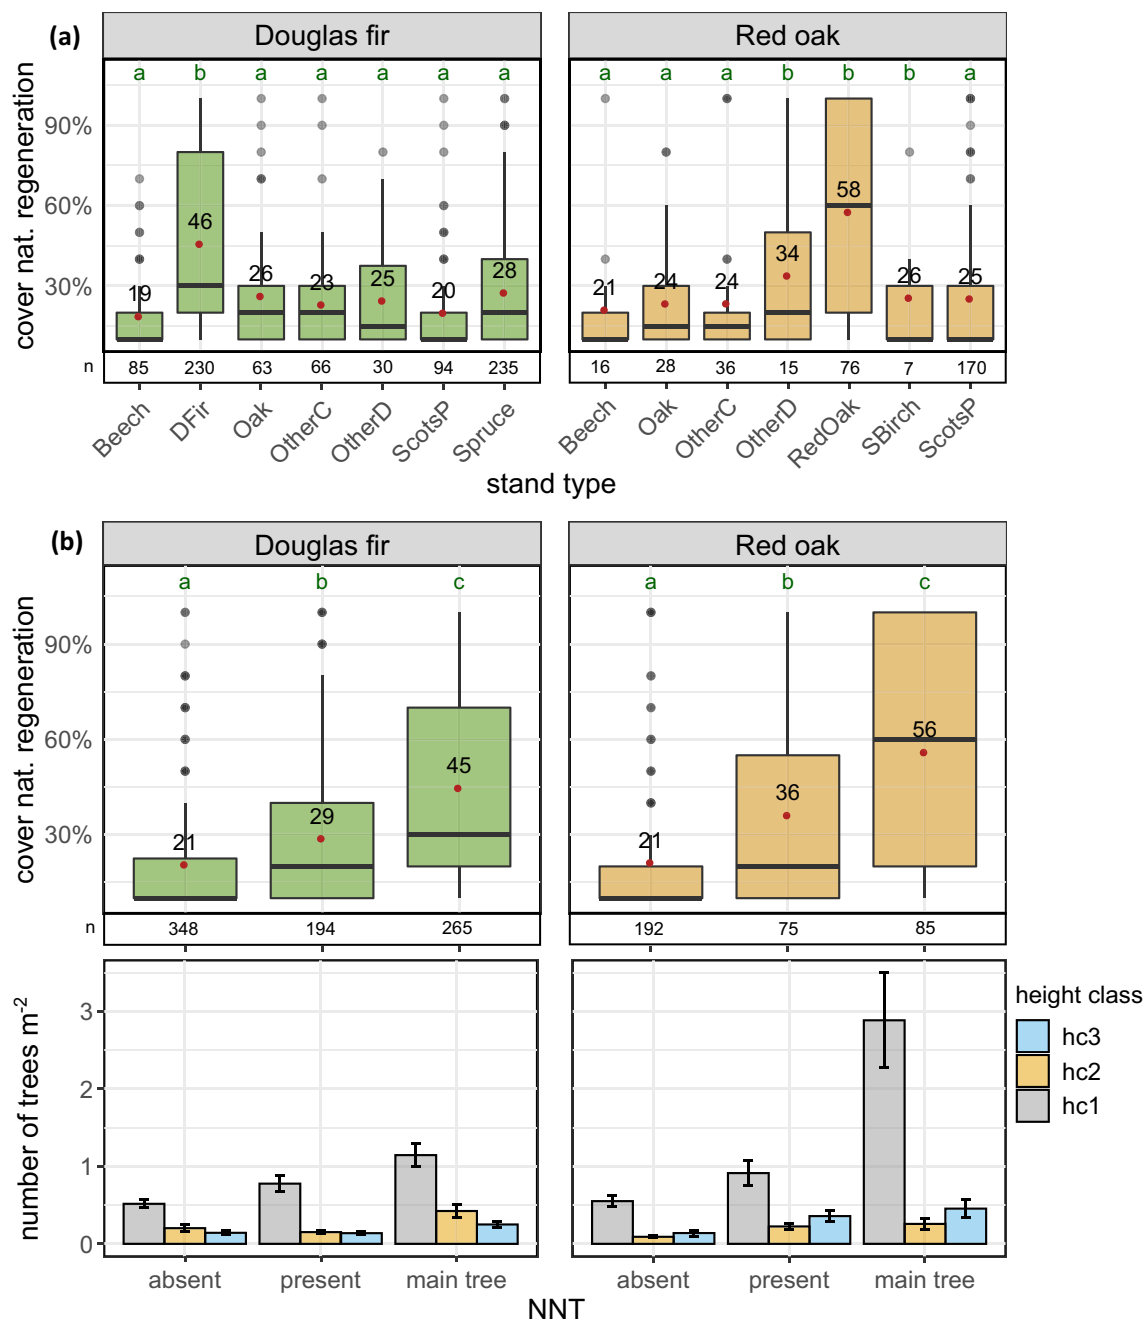 (a)
Douglas fir
Red oak
a b a a a a a
a a a b b b a
cover nat. regeneration
90%
60%
30%
19 46 26 23 25 20 28
21 24 24 34 58 26 25
n
85 230 63 66 30 94 235
16 28 36 15 76 7 170
Beech DFir Oak OtherC OtherD ScotsP Spruce
Beech Oak OtherC OtherD RedOak SBirch ScotsP
stand type
(b)
Douglas fir
Red oak
a b c
a b c
cover nat. regeneration
90%
60%
30%
21 29 45
21 36 56
n
348 194 265
192 75 85
number of trees m⁻²
3
2
1
0
height class
hc3
hc2
hc1
absent present main tree
absent present main tree
NNT